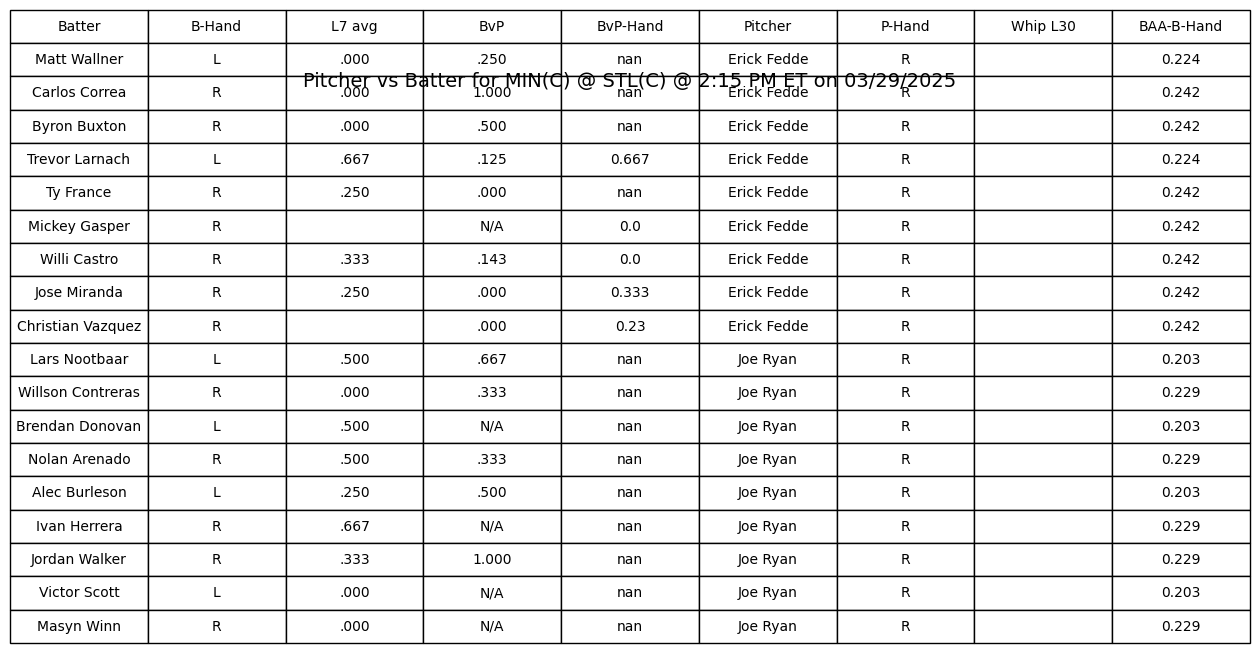 Batter B-Hand L7 avg BvP BvP-Hand Pitcher P-Hand Whip L30 BAA-B-Hand
Matt Wallner L .000 .250 nan Erick Fedde R 0.224
Pitcher vs Batter for MIN(C) @ STL(C) @ 2:15 PM ET on 03/29/2025
Carlos Correa R .000 1.000 nan Erick Fedde R 0.242
Byron Buxton R .000 .500 nan Erick Fedde R 0.242
Trevor Larnach L .667 .125 0.667 Erick Fedde R 0.224
Ty France R .250 .000 nan Erick Fedde R 0.242
Mickey Gasper R N/A 0.0 Erick Fedde R 0.242
Willi Castro R .333 .143 0.0 Erick Fedde R 0.242
Jose Miranda R .250 .000 0.333 Erick Fedde R 0.242
Christian Vazquez R .000 0.23 Erick Fedde R 0.242
Lars Nootbaar L .500 .667 nan Joe Ryan R 0.203
Willson Contreras R .000 .333 nan Joe Ryan R 0.229
Brendan Donovan L .500 N/A nan Joe Ryan R 0.203
Nolan Arenado R .500 .333 nan Joe Ryan R 0.229
Alec Burleson L .250 .500 nan Joe Ryan R 0.203
Ivan Herrera R .667 N/A nan Joe Ryan R 0.229
Jordan Walker R .333 1.000 nan Joe Ryan R 0.229
Victor Scott L .000 N/A nan Joe Ryan R 0.203
Masyn Winn R .000 N/A nan Joe Ryan R 0.229